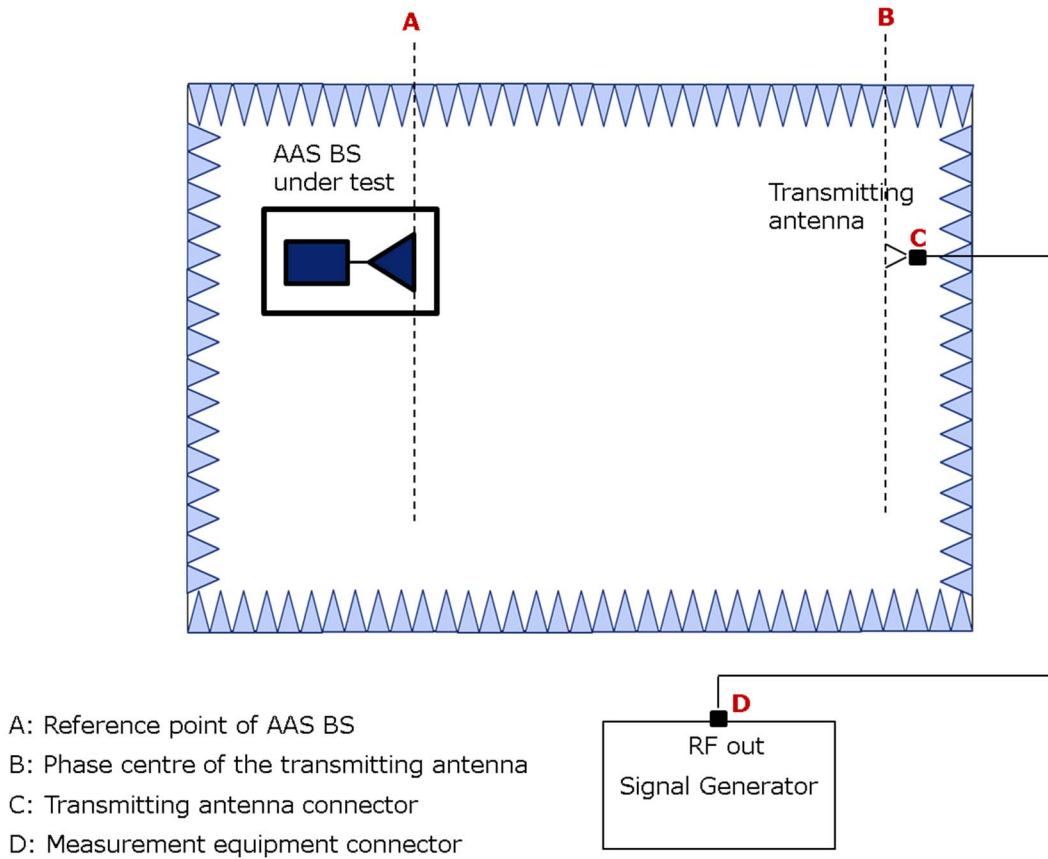 A
B
AAS BS
under test
Transmitting
antenna
C
D
RF out
Signal Generator
A: Reference point of AAS BS
B: Phase centre of the transmitting antenna
C: Transmitting antenna connector
D: Measurement equipment connector